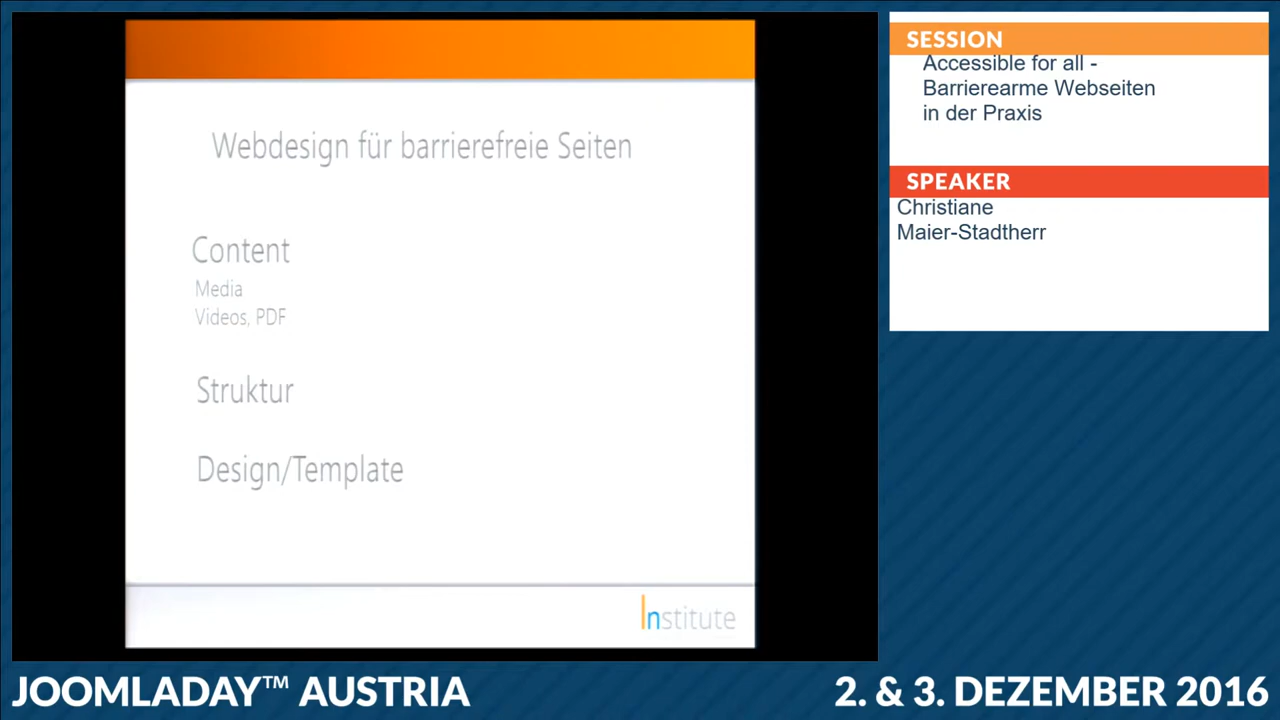 Webdesign für barrierefreie Seiten
Content
Media
Videos, PDF
Struktur
Design/Template
Institute
SESSION
Accessible for all -
Barrierearme Webseiten
in der Praxis
SPEAKER
Christiane
Maier-Stadtherr
JOOMLADAY™ AUSTRIA
2. & 3. DEZEMBER 2016